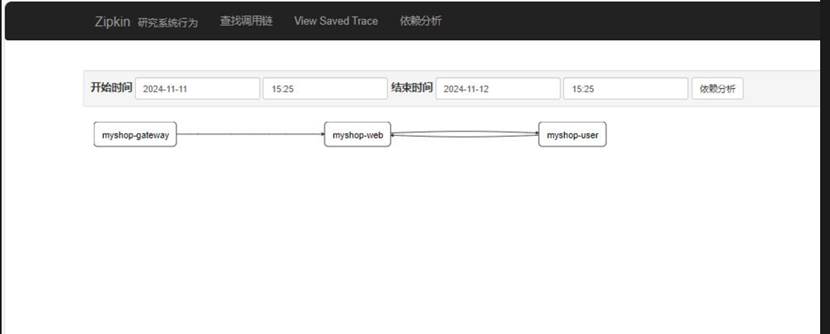 Zipkin 研究系统行为 查找调用链 View Saved Trace 依赖分析
开始时间 2024-11-11 15:25 结束时间 2024-11-12 15:25 依赖分析
myshop-gateway myshop-web myshop-user